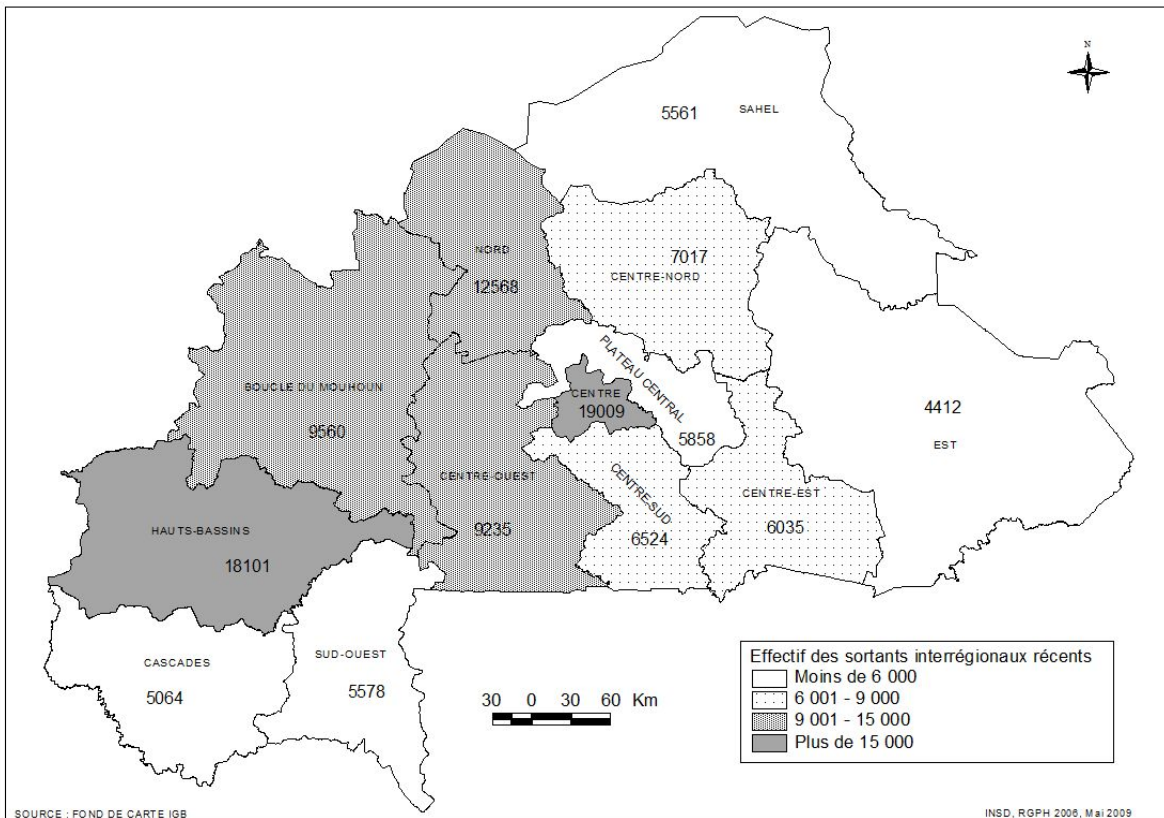 N
5561 SAHEL
NORD
12568
7017
CENTRE-NORD
BOUCLE DU MOUHOUN
9560
PLATEAU CENTRAL
5858
CENTRE
19009
4412
EST
CENTRE-OUEST
9235
CENTRE-SUD
6524
CENTRE-EST
6035
HAUTS-BASSINS
18101
CASCADES
5064
SUD-OUEST
5578
30 0 30 60 Km
Effectif des sortants interrégionaux récents
Moins de 6 000
6 001 - 9 000
9 001 - 15 000
Plus de 15 000
SOURCE : FOND DE CARTE IGB
INSD, RGPH 2006, Mai 2009